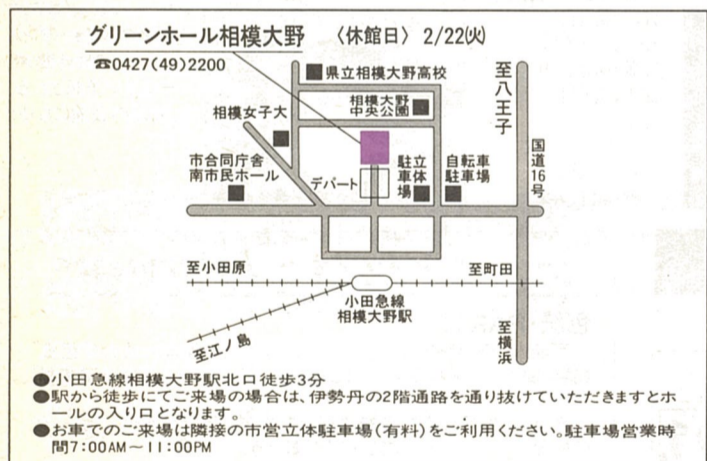 グリーンホール相模大野 〈休館日〉 2/22㈫
☎0427(49)2200
県立相模大野高校
至八王子
相模大野
中央公園
相模女子大
国道16号
市合同庁舎
南市民ホール
デパート
立体
駐車場
自転車
駐車場
至小田原
至町田
小田急線
相模大野駅
至江ノ島
至横浜
●小田急線相模大野駅北口徒歩3分
●駅から徒歩にてご来場の場合は、伊勢丹の2階通路を通り抜けていただきますとホ
ールの入り口となります。
●お車でのご来場は隣接の市営立体駐車場(有料)をご利用ください。駐車場営業時
間7:00AM〜11:00PM